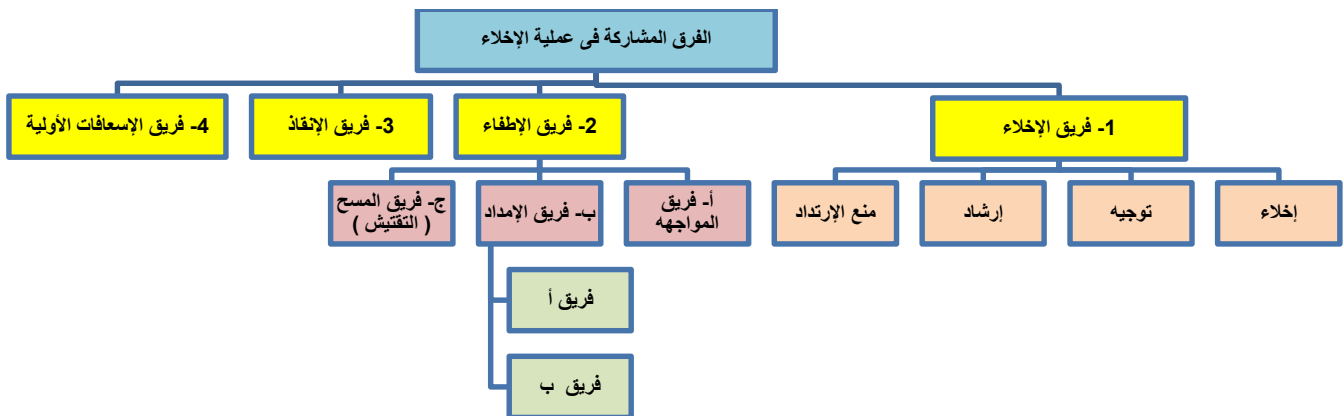 الفرق المشاركة فى عملية الإخلاء
1- فريق الإخلاء
2- فريق الإطفاء
3- فريق الإنقاذ
4- فريق الإسعافات الأولية
إخلاء
توجيه
إرشاد
منع الإرتداد
أ- فريق
المواجهه
ب- فريق الإمداد
ج- فريق المسح
( التفتيش )
فريق أ
فريق ب